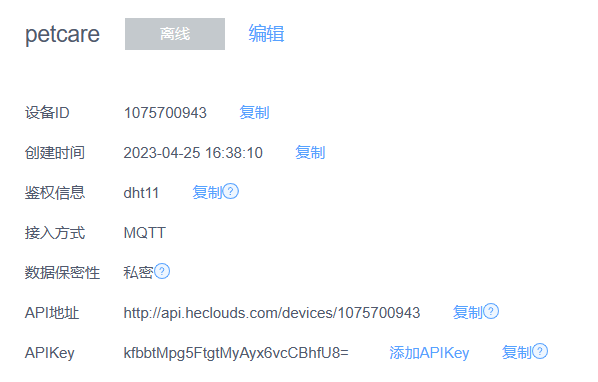 petcare 离线 编辑
设备ID 1075700943 复制
创建时间 2023-04-25 16:38:10 复制
鉴权信息 dht11 复制?
接入方式 MQTT
数据保密性 私密?
API地址 http://api.heclouds.com/devices/1075700943 复制?
APIKey kfbbtMpg5FtgtMyAyx6vcCBhfU8= 添加APIKey 复制?